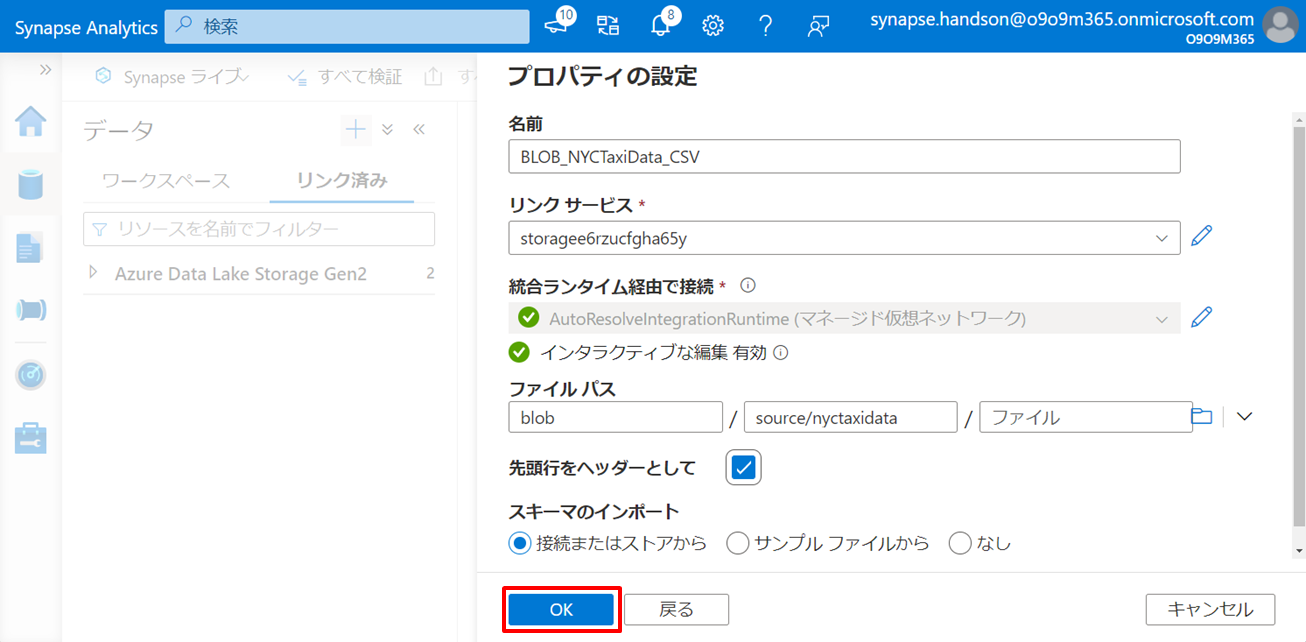 Synapse Analytics
検索
10
8
synapse.handson@o9o9m365.onmicrosoft.com
O9O9M365
Synapse ライブ
すべて検証
データ
ワークスペース
リンク済み
リソースを名前でフィルター
Azure Data Lake Storage Gen2 2
プロパティの設定
名前
BLOB_NYCTaxiData_CSV
リンク サービス *
storagee6rzucfgha65y
統合ランタイム経由で接続 *
AutoResolveIntegrationRuntime (マネージド仮想ネットワーク)
インタラクティブな編集 有効
ファイル パス
blob / source/nyctaxidata / ファイル
先頭行をヘッダーとして
スキーマのインポート
接続またはストアから サンプル ファイルから なし
OK 戻る キャンセル